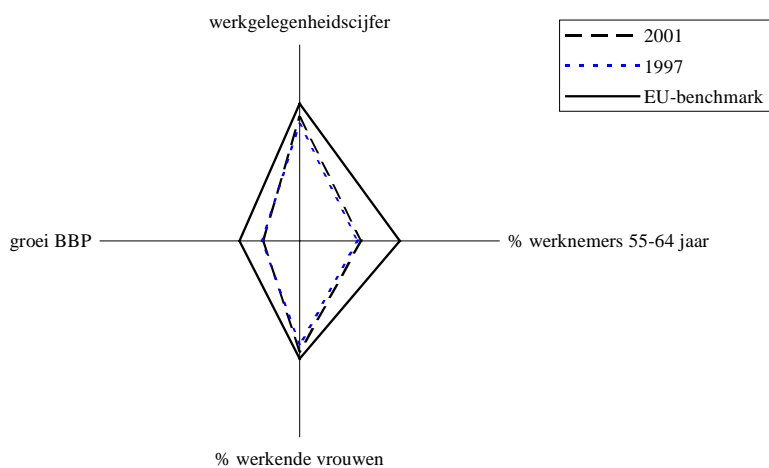 werkgelegenheidscijfer
2001
1997
EU-benchmark
groei BBP
% werknemers 55-64 jaar
% werkende vrouwen